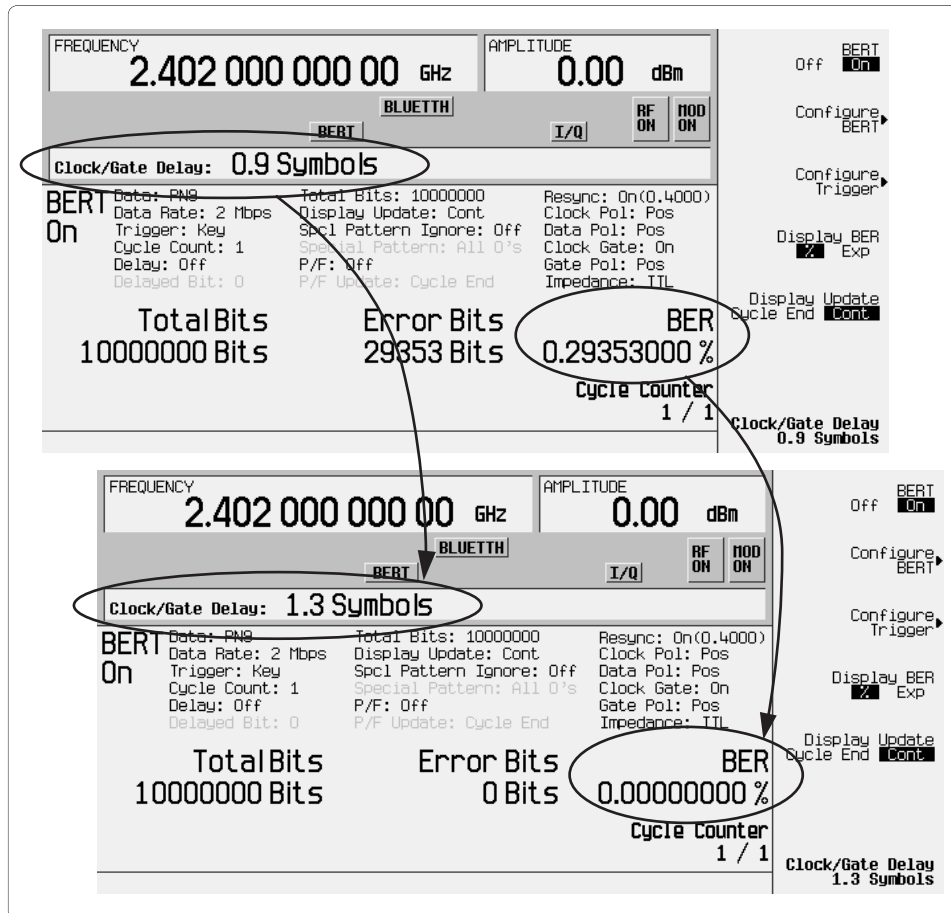 FREQUENCY
2.402 000 000 00 GHz
AMPLITUDE
0.00 dBm
BLUETTH
BERT
I/Q
RF ON
MOD ON
Clock/Gate Delay: 0.9 Symbols
BERT On
Data: PN9
Data Rate: 2 Mbps
Trigger: Key
Cycle Count: 1
Delay: Off
Delayed Bit: 0
Total Bits: 10000000
Display Update: Cont
Spcl Pattern Ignore: Off
Special Pattern: All 0's
P/F: Off
P/F Update: Cycle End
Resync: On(0.4000)
Clock Pol: Pos
Data Pol: Pos
Clock Gate: On
Gate Pol: Pos
Impedance: TTL
Total Bits
10000000 Bits
Error Bits
29353 Bits
BER
0.29353000 %
Cycle Counter
1 / 1
BERT
Off On
Configure
BERT
Configure
Trigger
Display BER
% Exp
Display Update
Cycle End Cont
Clock/Gate Delay
0.9 Symbols
FREQUENCY
2.402 000 000 00 GHz
AMPLITUDE
0.00 dBm
BLUETTH
BERT
I/Q
RF ON
MOD ON
Clock/Gate Delay: 1.3 Symbols
BERT On
Data: PN9
Data Rate: 2 Mbps
Trigger: Key
Cycle Count: 1
Delay: Off
Delayed Bit: 0
Total Bits: 10000000
Display Update: Cont
Spcl Pattern Ignore: Off
Special Pattern: All 0's
P/F: Off
P/F Update: Cycle End
Resync: On(0.4000)
Clock Pol: Pos
Data Pol: Pos
Clock Gate: On
Gate Pol: Pos
Impedance: TTL
Total Bits
10000000 Bits
Error Bits
0 Bits
BER
0.00000000 %
Cycle Counter
1 / 1
BERT
Off On
Configure
BERT
Configure
Trigger
Display BER
% Exp
Display Update
Cycle End Cont
Clock/Gate Delay
1.3 Symbols